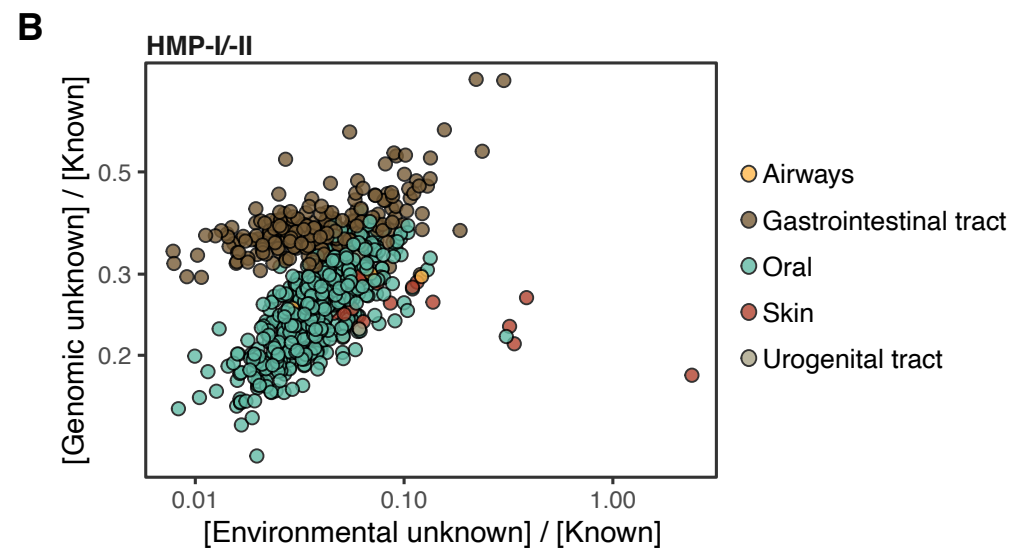 B
HMP-I/-II
[Genomic unknown] / [Known]
0.5
0.3
0.2
0.01
0.10
1.00
[Environmental unknown] / [Known]
Airways
Gastrointestinal tract
Oral
Skin
Urogenital tract